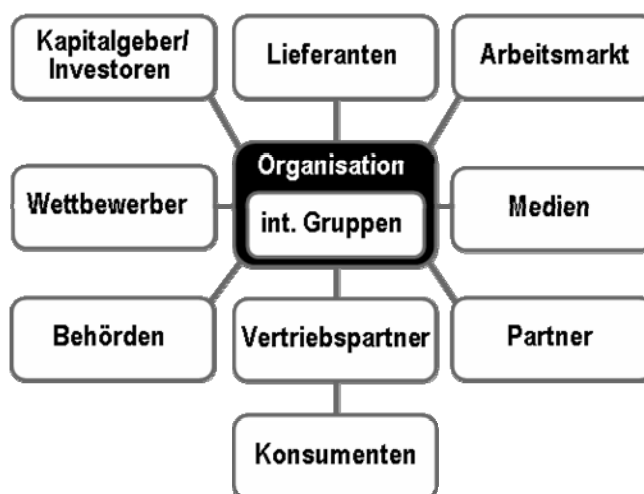 Kapitalgeber/
Investoren
Lieferanten
Arbeitsmarkt
Organisation
int. Gruppen
Wettbewerber
Medien
Behörden
Vertriebspartner
Partner
Konsumenten